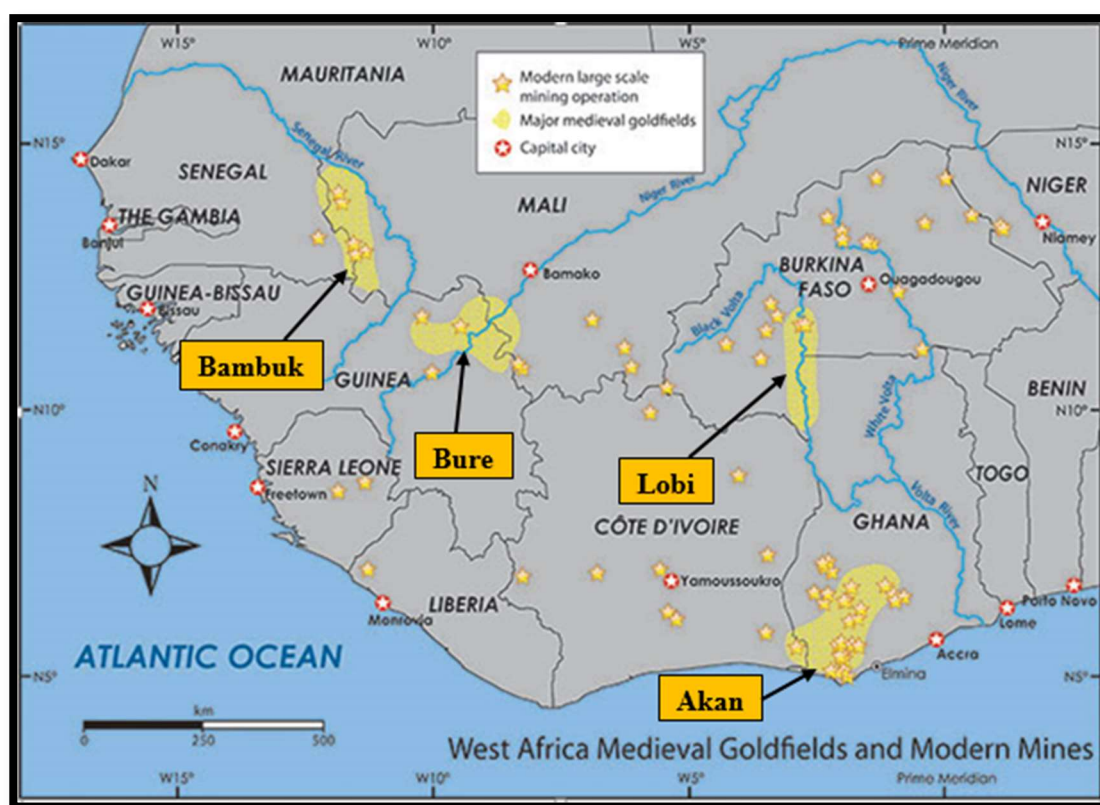 W15°
W10°
W5°
Prime Meridian
MAURITANIA
Modern large scale
mining operation
Major medieval goldfields
Capital city
Niger River
Senegal River
N15°
N15°
Dakar
SENEGAL
MALI
Niger River
NIGER
THE GAMBIA
Banjul
Niamey
Bamako
BURKINA
FASO
Ouagadougou
GUINEA-BISSAU
Bissau
Black Volta
Bambuk
GUINEA
BENIN
N10°
N10°
White Volta
Conakry
Bure
SIERRA LEONE
Lobi
TOGO
Freetown
Volta River
N
CÔTE D'IVOIRE
GHANA
Yamoussoukro
LIBERIA
Monrovia
Porto Novo
Lome
Accra
ATLANTIC OCEAN
Elmina
N5°
N5°
Akan
km
0
250
500
West Africa Medieval Goldfields and Modern Mines
W15°
W10°
W5°
Prime Meridian